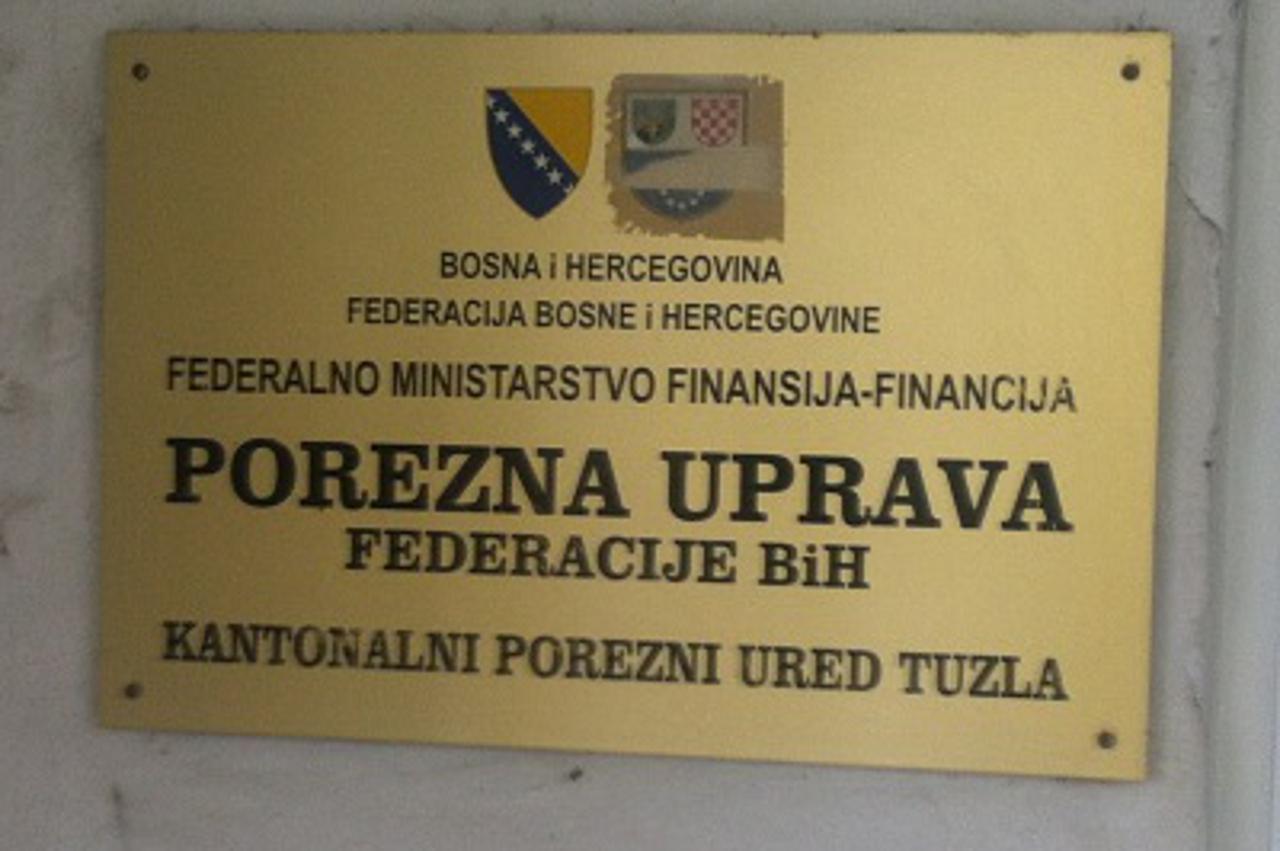 BOSNA i HERCEGOVINA
FEDERACIJA BOSNE i HERCEGOVINE
FEDERALNO MINISTARSTVO FINANSIJA-FINANCIJA
POREZNA UPRAVA
FEDERACIJE BiH
KANTONALNI POREZNI URED TUZLA